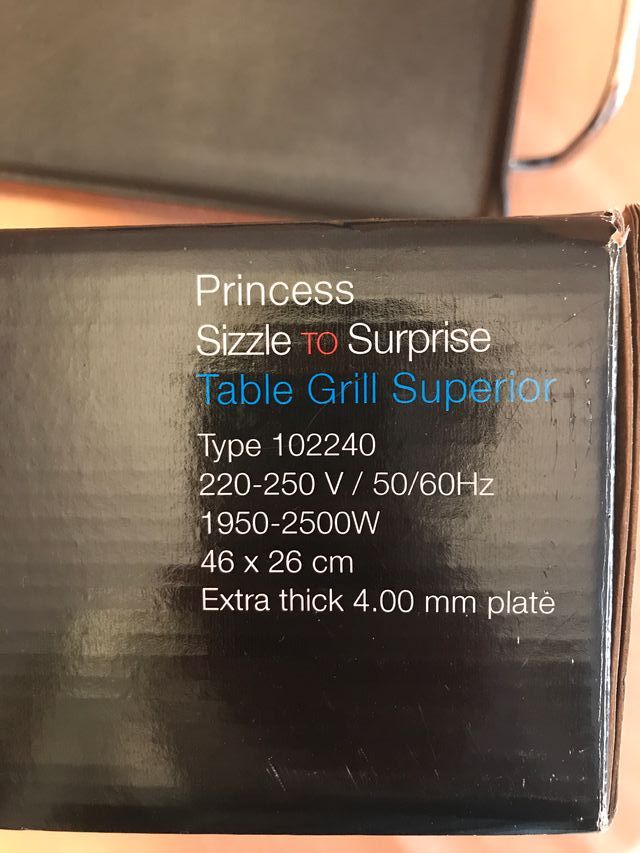 Princess
Sizzle TO Surprise
Table Grill Superior
Type 102240
220-250 V / 50/60Hz
1950-2500W
46 x 26 cm
Extra thick 4.00 mm plate